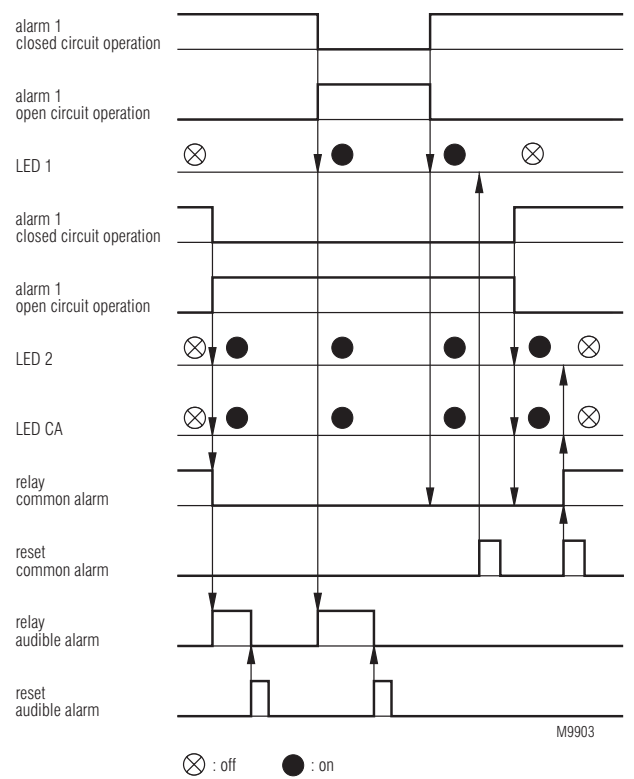 alarm 1
closed circuit operation
alarm 1
open circuit operation
LED 1
alarm 1
closed circuit operation
alarm 1
open circuit operation
LED 2
LED CA
relay
common alarm
reset
common alarm
relay
audible alarm
reset
audible alarm
M9903
: off
: on